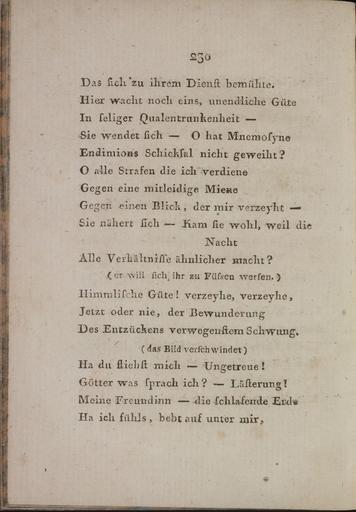 230
Das ſich zu ihrem Dienſt bemühte.
Hier wacht noch eins, unendliche Güte
In ſeliger Qualentrunkenheit —
Sie wendet ſich — O hat Mnemoſyne
Endimions Schickſal nicht geweiht?
O alle Strafen die ich verdiene
Gegen eine mitleidige Miene
Gegen einen Blick, der mir verzeyht —
Sie nähert ſich — Kam ſie wohl, weil die
Nacht
Alle Verhältniſſe ähnlicher macht?
(er will ſich ihr zu Füſsen werfen.)
Himmliſche Güte! verzeyhe, verzeyhe,
Jetzt oder nie, der Bewunderung
Des Entzückens verwegenſtem Schwung.
(das Bild verſchwindet)
Ha du fliehſt mich — Ungetreue!
Götter was ſprach ich? — Läſterung!
Meine Freundinn — die ſchlafende Erde
Ha ich fühls, bebt auf unter mir,